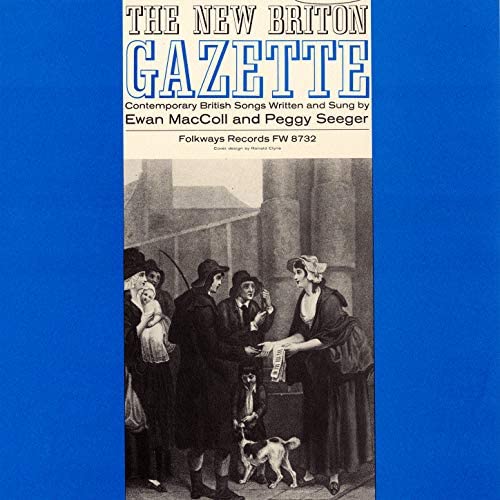 THE NEW BRITON
GAZETTE
Contemporary British Songs Written and Sung by
Ewan MacColl and Peggy Seeger
Folkways Records FW 8732
Cover design by Ronald Clyne